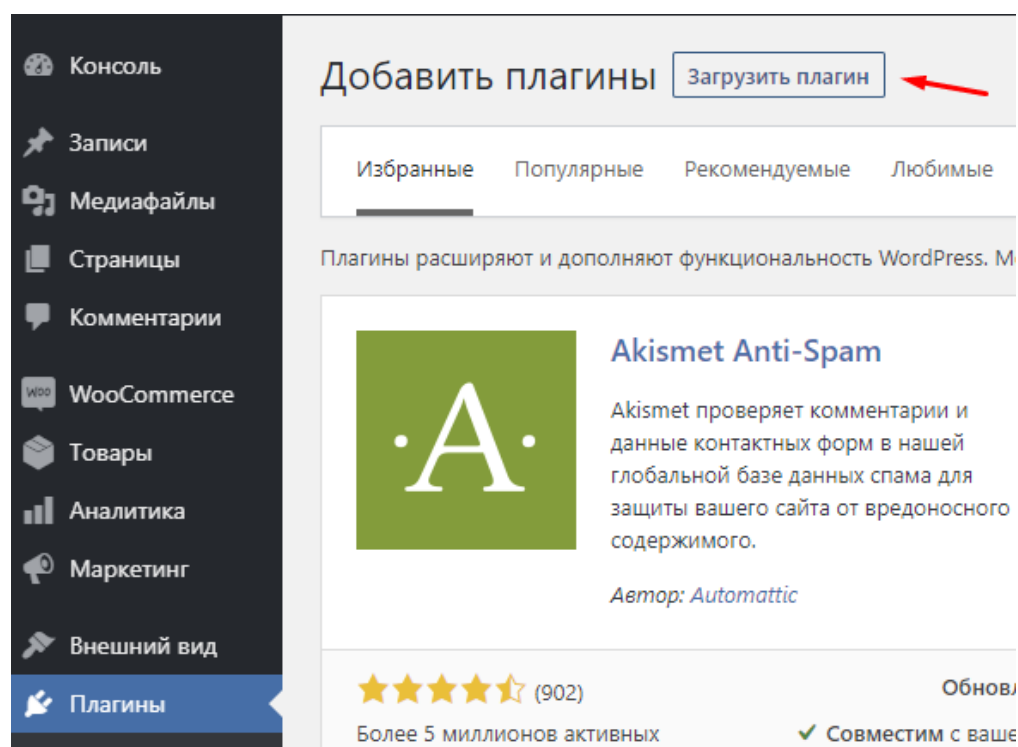 Консоль
Записи
Медиафайлы
Страницы
Комментарии
WooCommerce
Товары
Аналитика
Маркетинг
Внешний вид
Плагины
Добавить плагины
Загрузить плагин
Избранные Популярные Рекомендуемые Любимые
Плагины расширяют и дополняют функциональность WordPress. М
·A·
Akismet Anti-Spam
Akismet проверяет комментарии и
данные контактных форм в нашей
глобальной базе данных спама для
защиты вашего сайта от вредоносного
содержимого.
Автор: Automattic
(902)
Обновл
Более 5 миллионов активных
Совместим с ваше